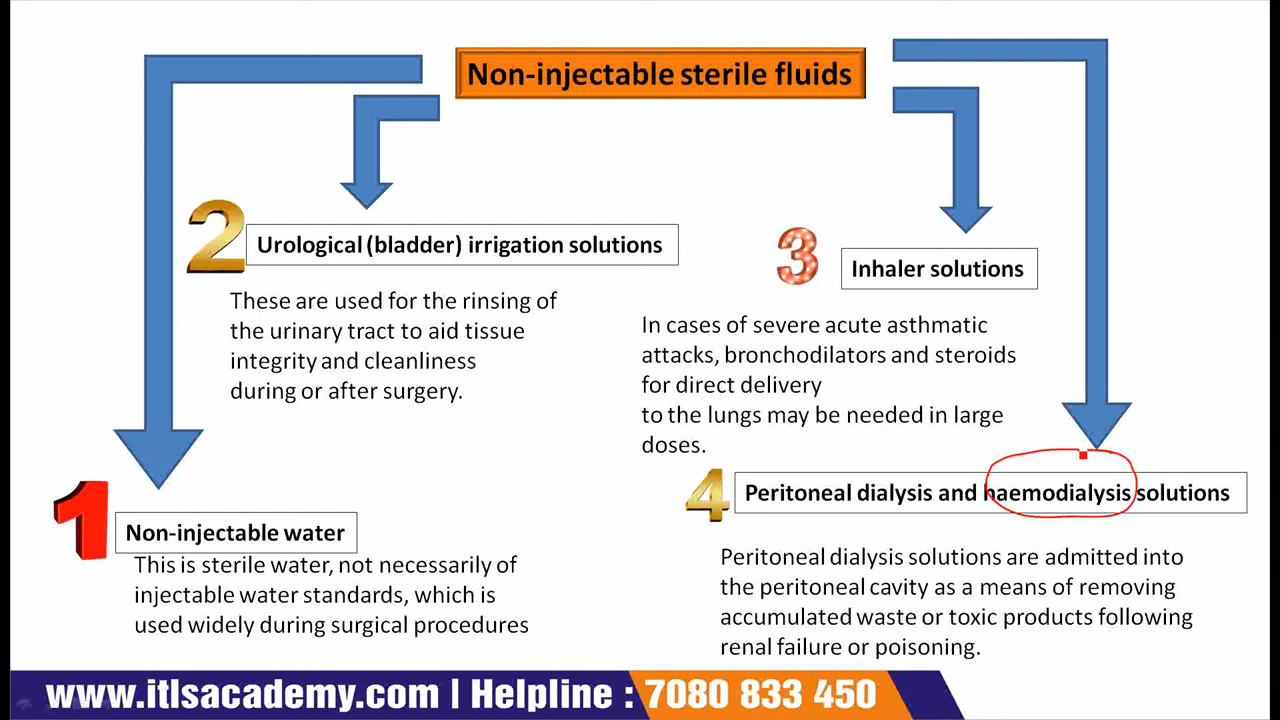 Non-injectable sterile fluids
2
Urological (bladder) irrigation solutions
These are used for the rinsing of
the urinary tract to aid tissue
integrity and cleanliness
during or after surgery.
3
Inhaler solutions
In cases of severe acute asthmatic
attacks, bronchodilators and steroids
for direct delivery
to the lungs may be needed in large
doses.
1
Non-injectable water
This is sterile water, not necessarily of
injectable water standards, which is
used widely during surgical procedures
4
Peritoneal dialysis and haemodialysis solutions
Peritoneal dialysis solutions are admitted into
the peritoneal cavity as a means of removing
accumulated waste or toxic products following
renal failure or poisoning.
www.itlsacademy.com | Helpline : 7080 833 450